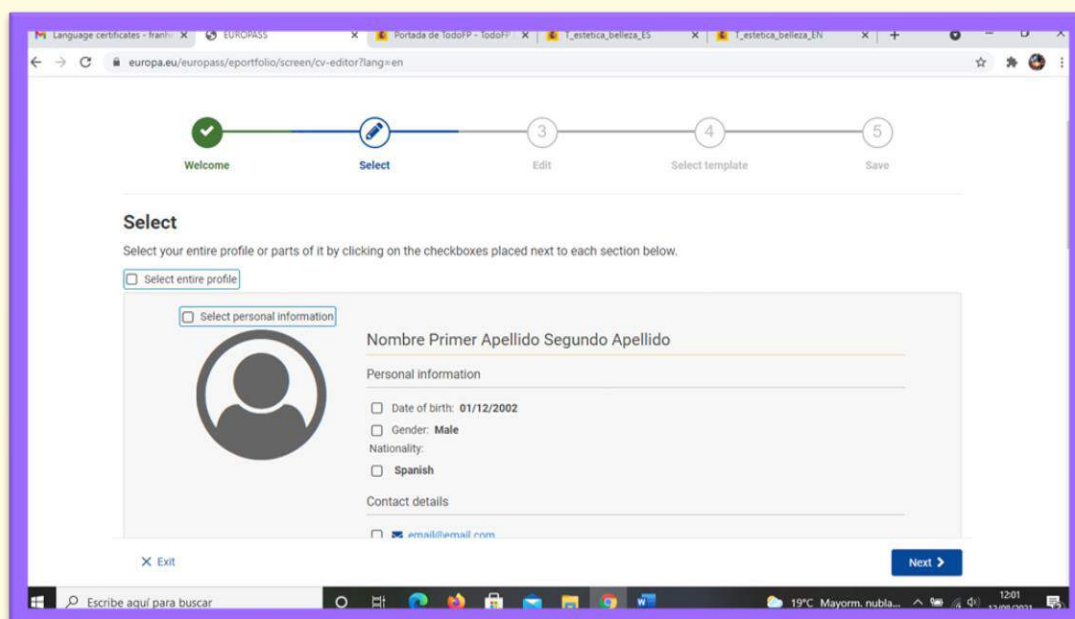 Language certificates - franh
EUROPASS
Portada de TodoFP - TodoFP
T_estetica_belleza_ES
T_estetica_belleza_EN
europa.eu/europass/eportfolio/screen/cv-editor?lang=en
3
4
5
Welcome
Select
Edit
Select template
Save
Select
Select your entire profile or parts of it by clicking on the checkboxes placed next to each section below.
Select entire profile
Select personal information
Nombre Primer Apellido Segundo Apellido
Personal information
Date of birth: 01/12/2002
Gender: Male
Nationality:
Spanish
Contact details
email@email.com
Exit
Next
Escribe aquí para buscar
19°C Mayorm. nubla...
12:01